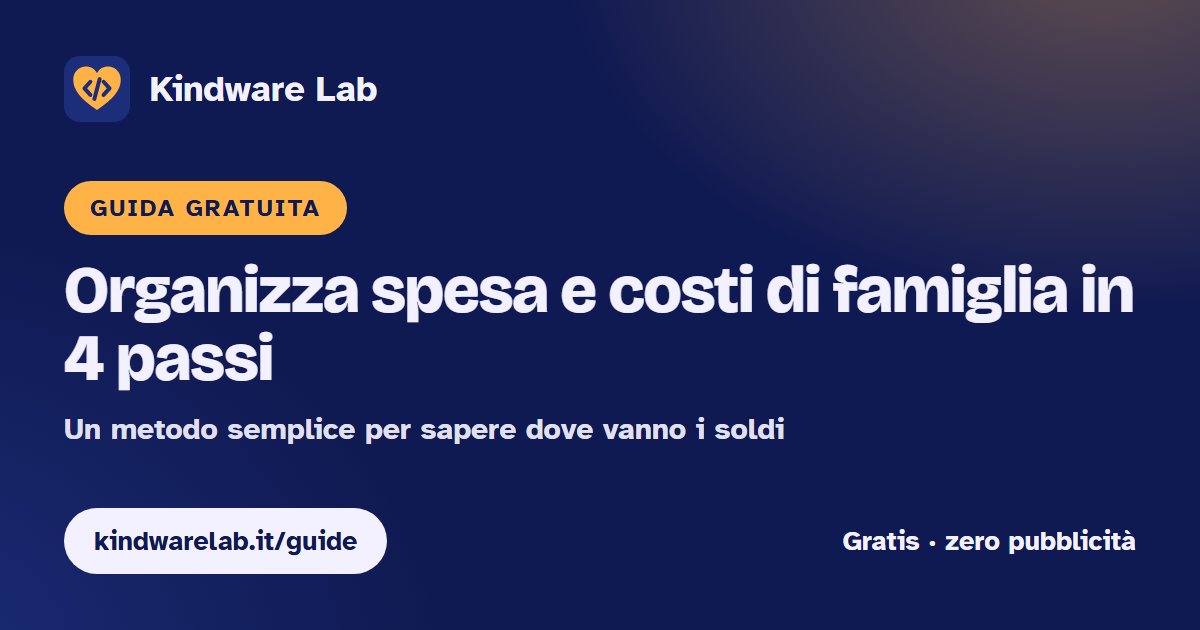 Kindware Lab
GUIDA GRATUITA
Organizza spesa e costi di famiglia in
4 passi
Un metodo semplice per sapere dove vanno i soldi
kindwarelab.it/guide
Gratis · zero pubblicità